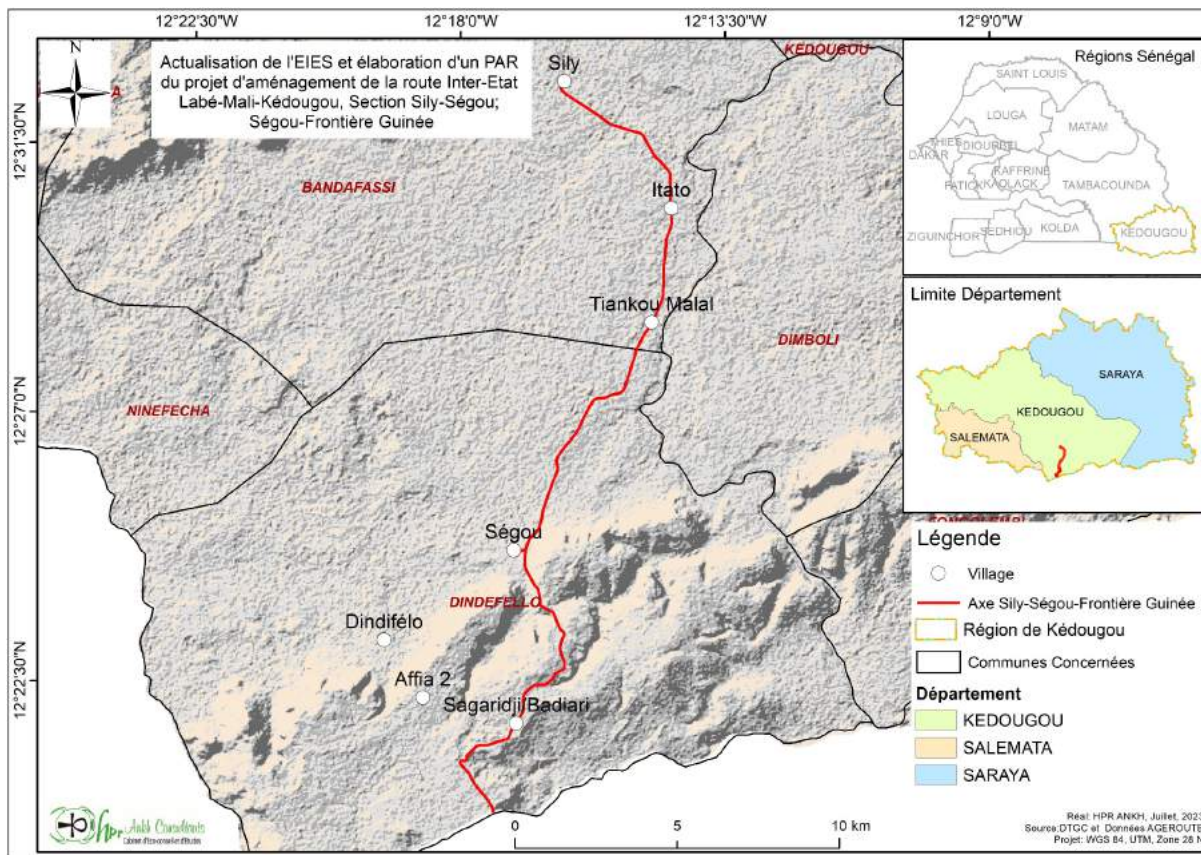 12°22'30"W
12°18'0"W
12°13'30"W
12°9'0"W
N
Actualisation de l'EIES et élaboration d'un PAR
du projet d'aménagement de la route Inter-Etat
Labé-Mali-Kédougou, Section Sily-Ségou;
Ségou-Frontière Guinée
Sily
KEDOUGOU
12°31'30"N
Itato
BANDAFASSI
Tiankou Malal
DIMBOLI
12°27'0"N
NINEFECHA
Ségou
DINDEFELLO
Dindifélo
Affia 2
12°22'30"N
Sagaridji/Badiari
0
5
10 km
hpr Ankh Consultants
Régions Sénégal
SAINT LOUIS
LOUGA
MATAM
THIES
DIOURBEL
DAKAR
KAFFRINE
FATICK
KAOLACK
TAMBACOUNDA
KEDOUGOU
ZIGUINCHOR
SEDHIOU
KOLDA
Limite Département
SARAYA
KEDOUGOU
SALEMATA
Légende
Village
Axe Sily-Ségou-Frontière Guinée
Région de Kédougou
Communes Concernées
Département
KEDOUGOU
SALEMATA
SARAYA
Réal: HPR ANKH, Juillet, 2023
Source:DTGC et Données AGEROUTE
Projet: WGS 84, UTM, Zone 28 N